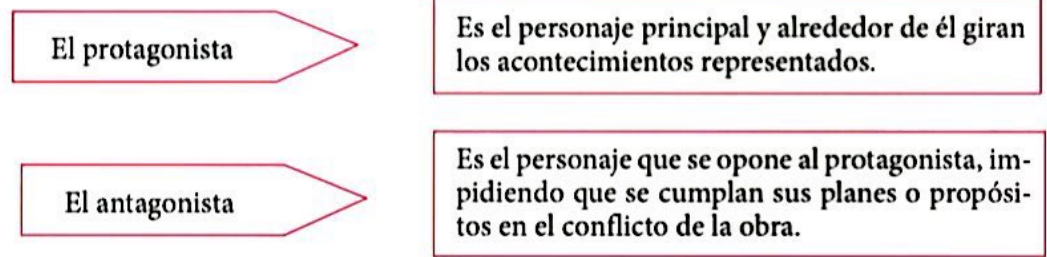 El protagonista
Es el personaje principal y alrededor de él giran
los acontecimientos representados.
El antagonista
Es el personaje que se opone al protagonista, im-
pidiendo que se cumplan sus planes o propósi-
tos en el conflicto de la obra.